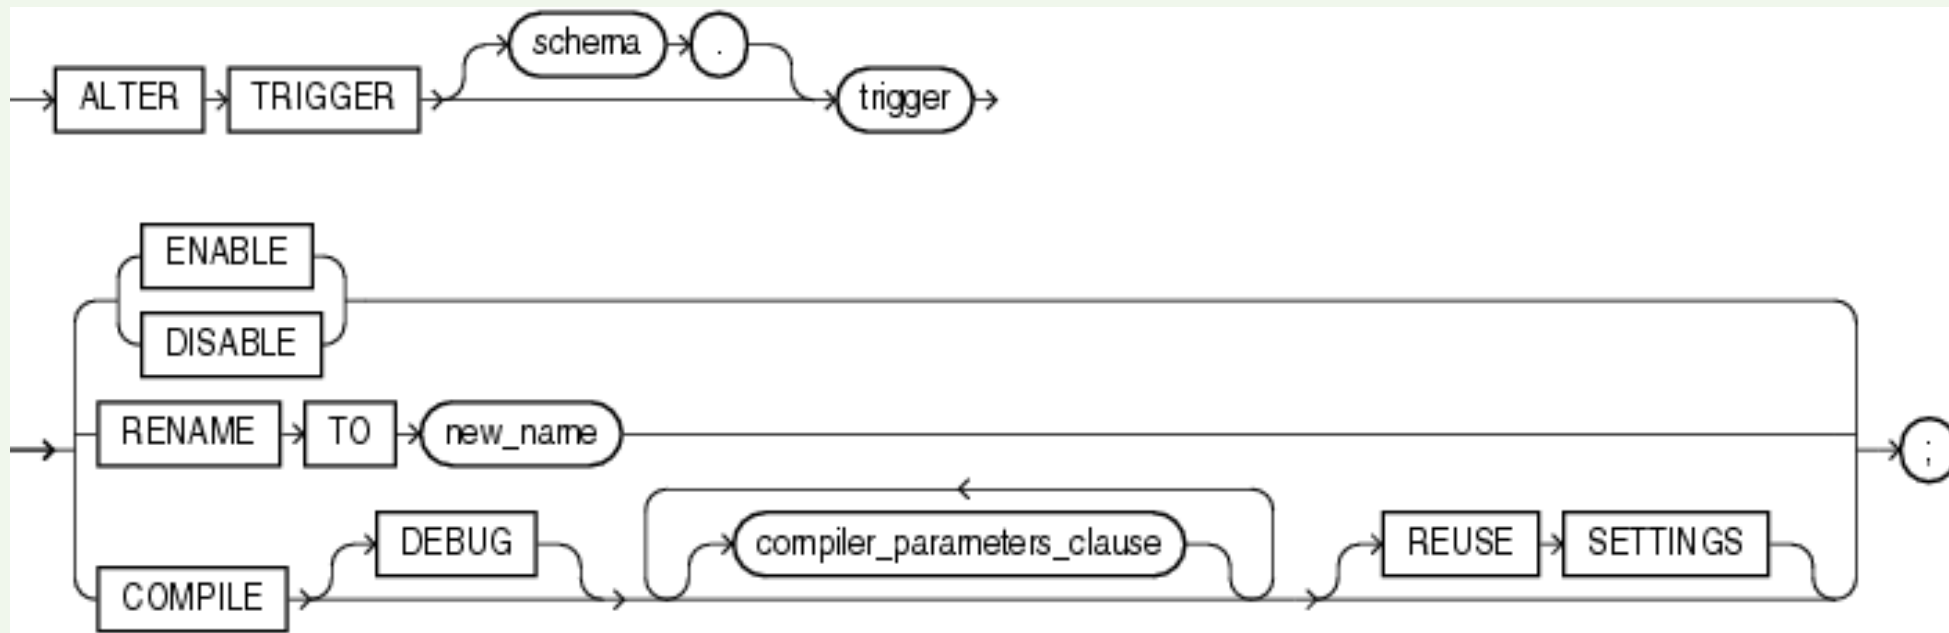 ALTER TRIGGER schema . trigger
ENABLE
DISABLE
RENAME TO new_name
;
DEBUG compiler_parameters_clause REUSE SETTINGS
COMPILE